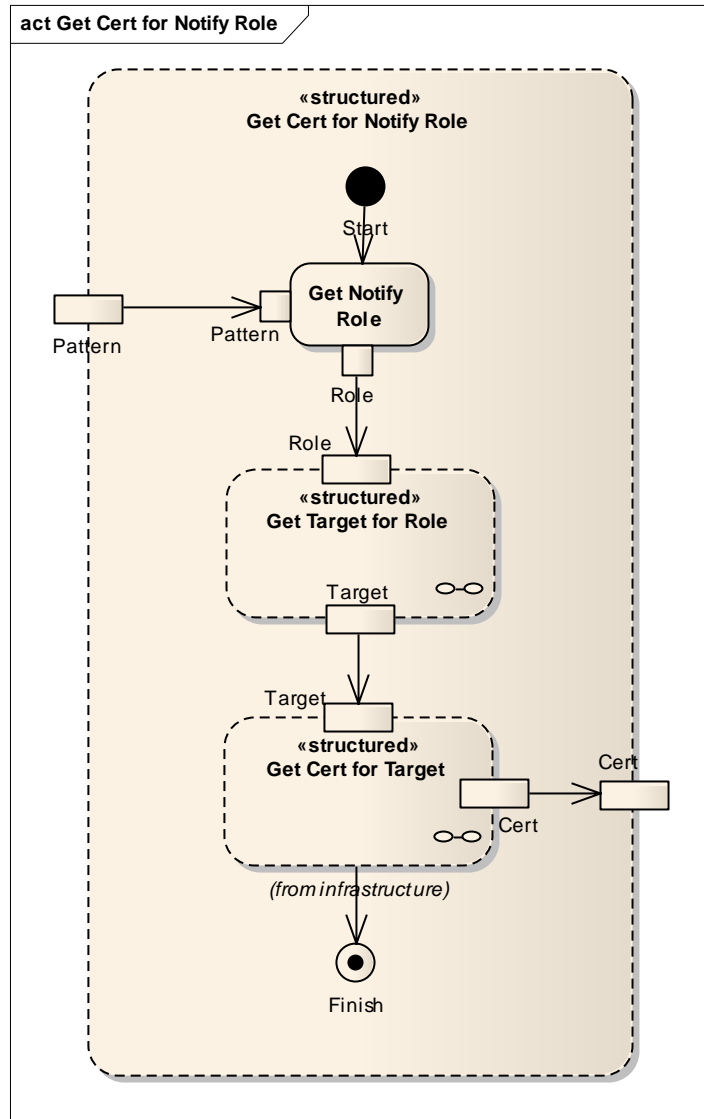 act Get Cert for Notify Role
«structured»
Get Cert for Notify Role
Start
Get Notify
Role
Pattern
Pattern
Role
Role
«structured»
Get Target for Role
Target
Target
«structured»
Get Cert for Target
Cert
Cert
(from infrastructure)
Finish